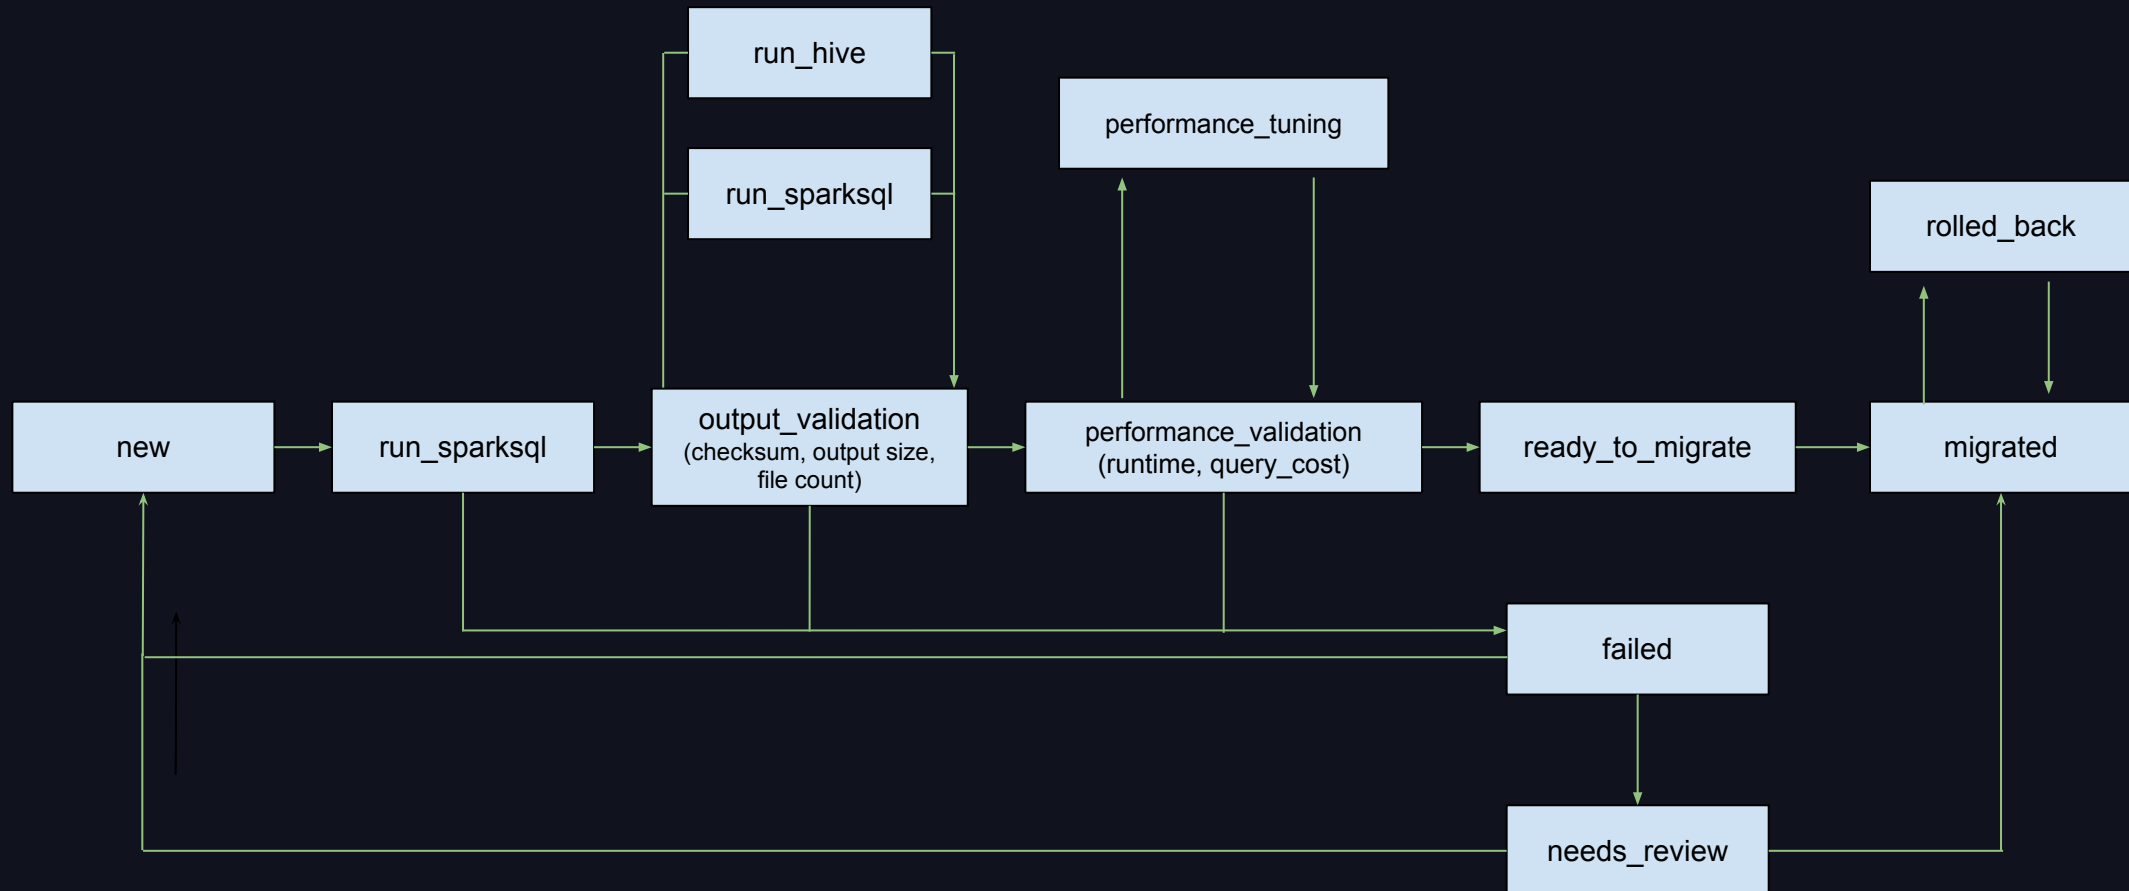 run_hive
performance_tuning
run_sparksql
rolled_back
new
run_sparksql
output_validation
(checksum, output size,
file count)
performance_validation
(runtime, query_cost)
ready_to_migrate
migrated
failed
needs_review